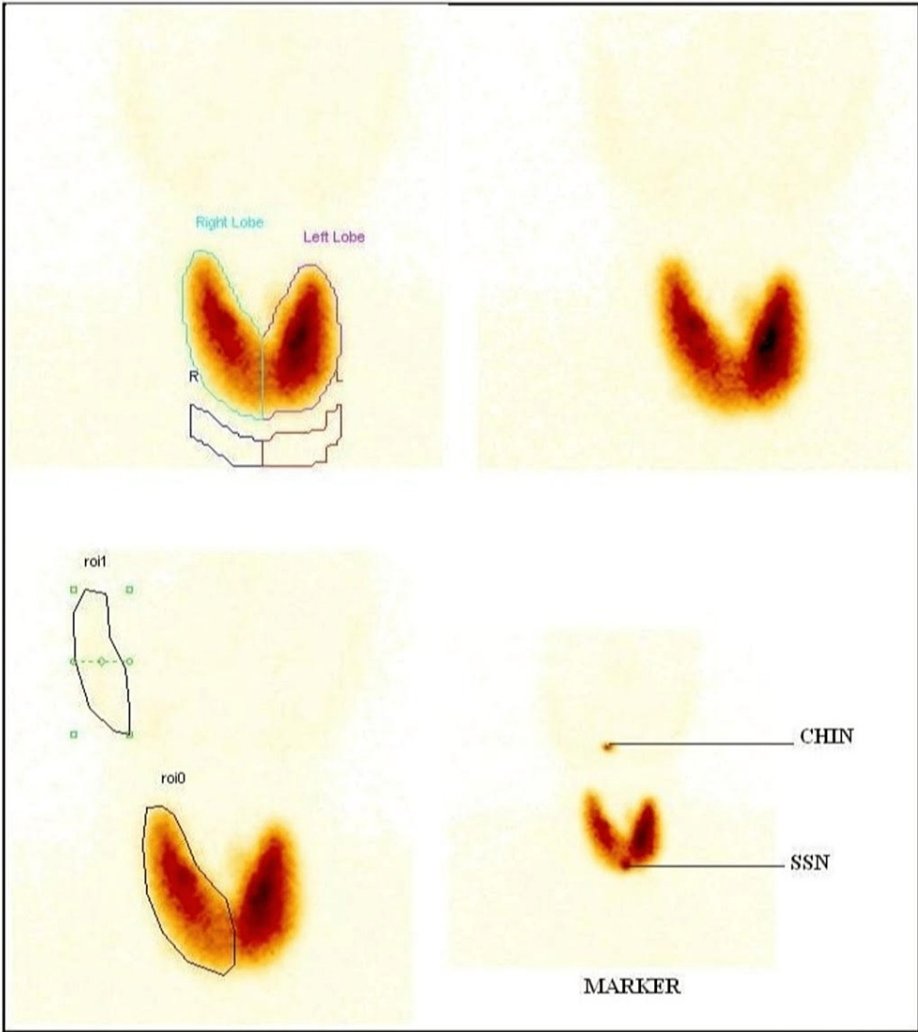 Right Lobe
Left Lobe
R
roi1
roi0
CHIN
SSN
MARKER